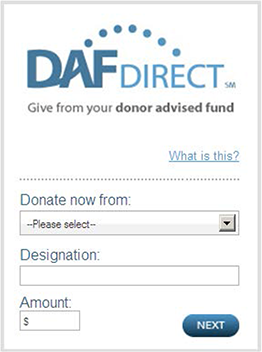 DAF DIRECT SM
Give from your donor advised fund
What is this?
Donate now from:
--Please select--
Designation:
Amount:
$
NEXT